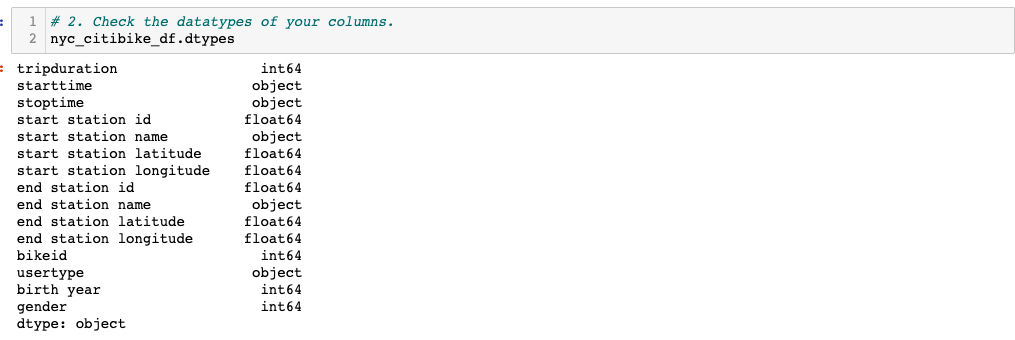 1 # 2. Check the datatypes of your columns.
2 nyc_citibike_df.dtypes
tripduration int64
starttime object
stoptime object
start station id float64
start station name object
start station latitude float64
start station longitude float64
end station id float64
end station name object
end station latitude float64
end station longitude float64
bikeid int64
usertype object
birth year int64
gender int64
dtype: object